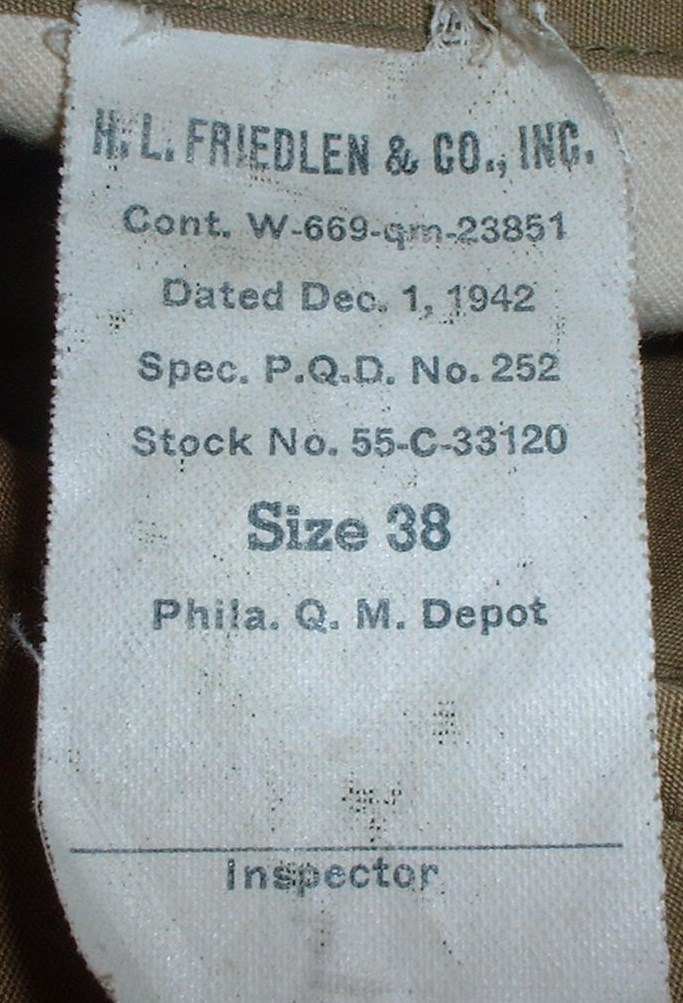 H. L. FRIEDLEN & CO., INC.
Cont. W-669-qm-23851
Dated Dec. 1, 1942
Spec. P.Q.D. No. 252
Stock No. 55-C-33120
Size 38
Phila. Q. M. Depot
Inspector